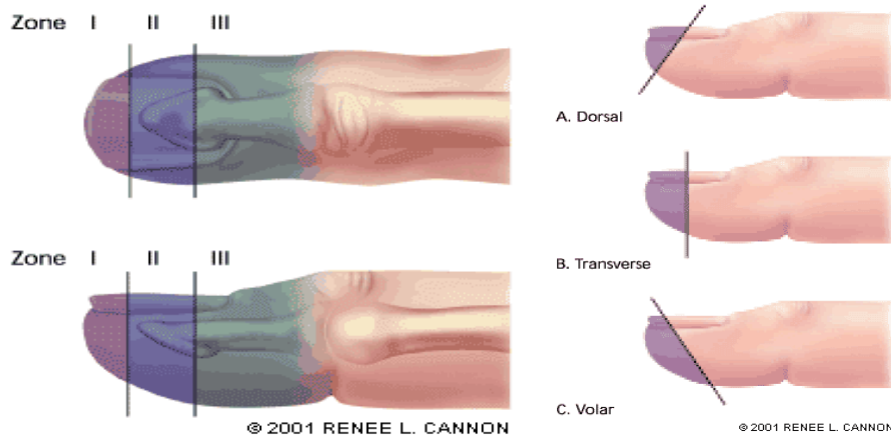 Zone I II III
Zone I II III
© 2001 RENEE L. CANNON
A. Dorsal
B. Transverse
C. Volar
© 2001 RENEE L. CANNON